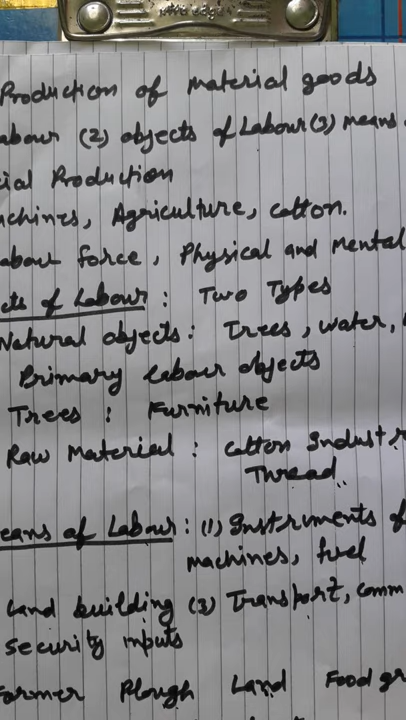 Production of Material goods
abour (2) objects of Labour (3) means
ial Production
achines, Agriculture, cotton.
abour force, Physical and Mental
cts of Labour : Two Types
Natural objects : Trees, water,
Primary labour objects
Trees : Furniture
Raw Material : Cotton Industr
Thread
eans of Labour : (1) Instruments of
machines, fuel
Land building (3) Transport, comm
security inputs
Farmer Plough Land Food gr